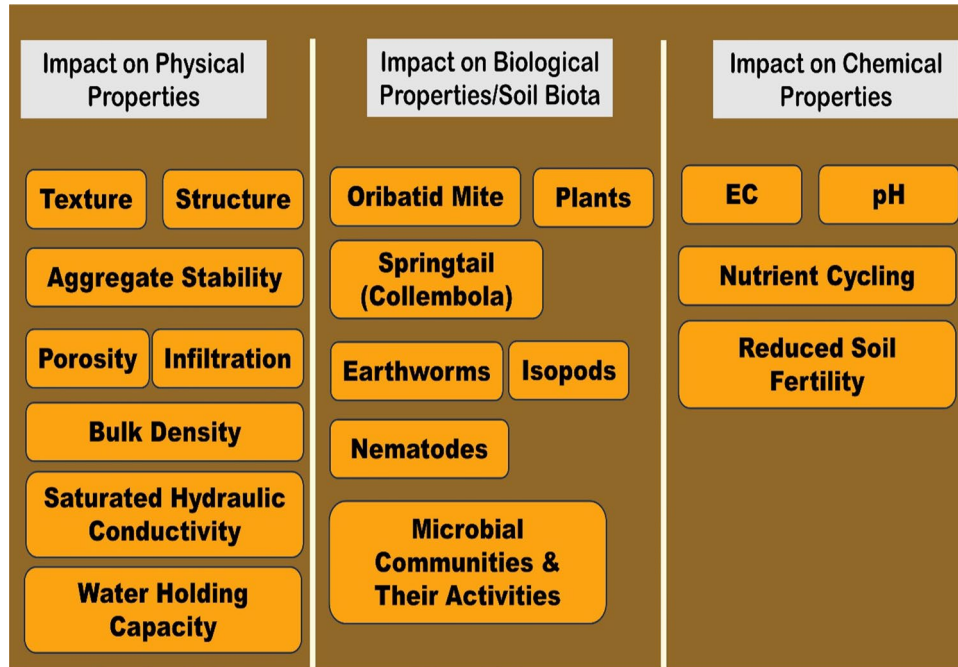 Impact on Physical
Properties
Texture
Structure
Aggregate Stability
Porosity
Infiltration
Bulk Density
Saturated Hydraulic
Conductivity
Water Holding
Capacity
Impact on Biological
Properties/Soil Biota
Oribatid Mite
Plants
Springtail
(Collembola)
Earthworms
Isopods
Nematodes
Microbial
Communities &
Their Activities
Impact on Chemical
Properties
EC
pH
Nutrient Cycling
Reduced Soil
Fertility